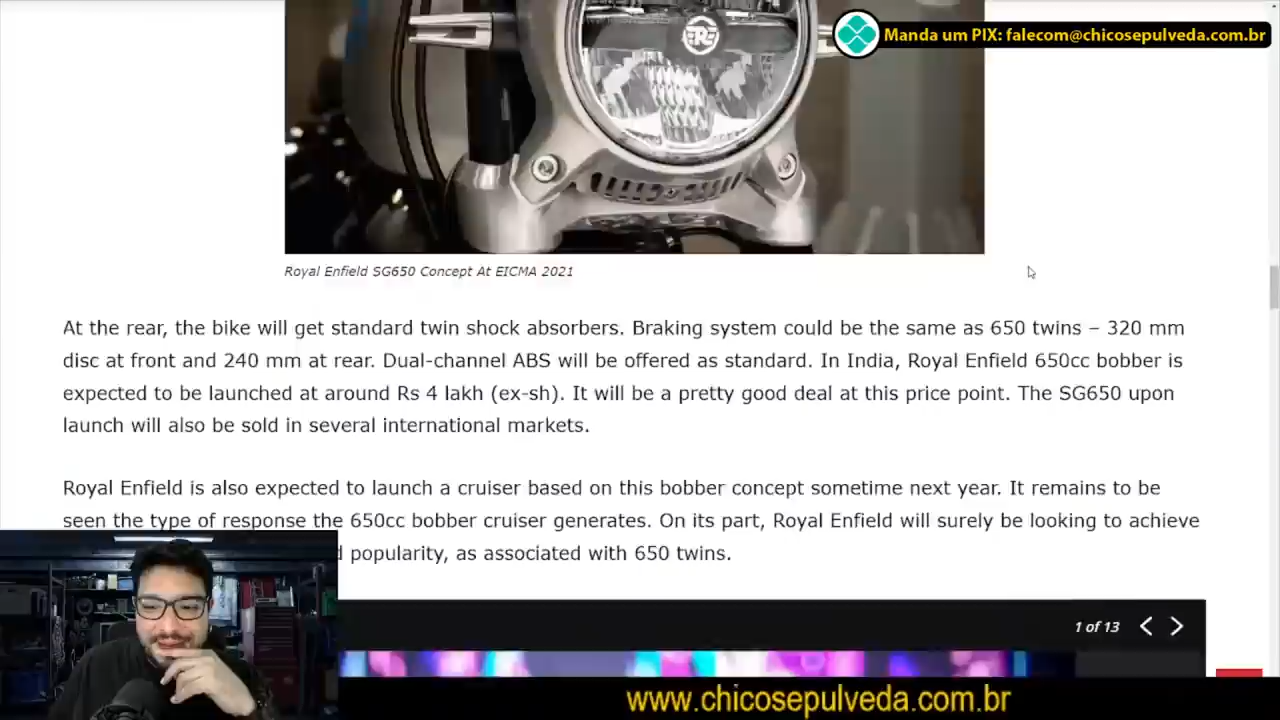 Manda um PIX: falecom@chicosepulveda.com.br
Royal Enfield SG650 Concept At EICMA 2021
At the rear, the bike will get standard twin shock absorbers. Braking system could be the same as 650 twins – 320 mm
disc at front and 240 mm at rear. Dual-channel ABS will be offered as standard. In India, Royal Enfield 650cc bobber is
expected to be launched at around Rs 4 lakh (ex-sh). It will be a pretty good deal at this price point. The SG650 upon
launch will also be sold in several international markets.
Royal Enfield is also expected to launch a cruiser based on this bobber concept sometime next year. It remains to be
seen the type of response the 650cc bobber cruiser generates. On its part, Royal Enfield will surely be looking to achieve
popularity, as associated with 650 twins.
1 of 13
www.chicosepulveda.com.br